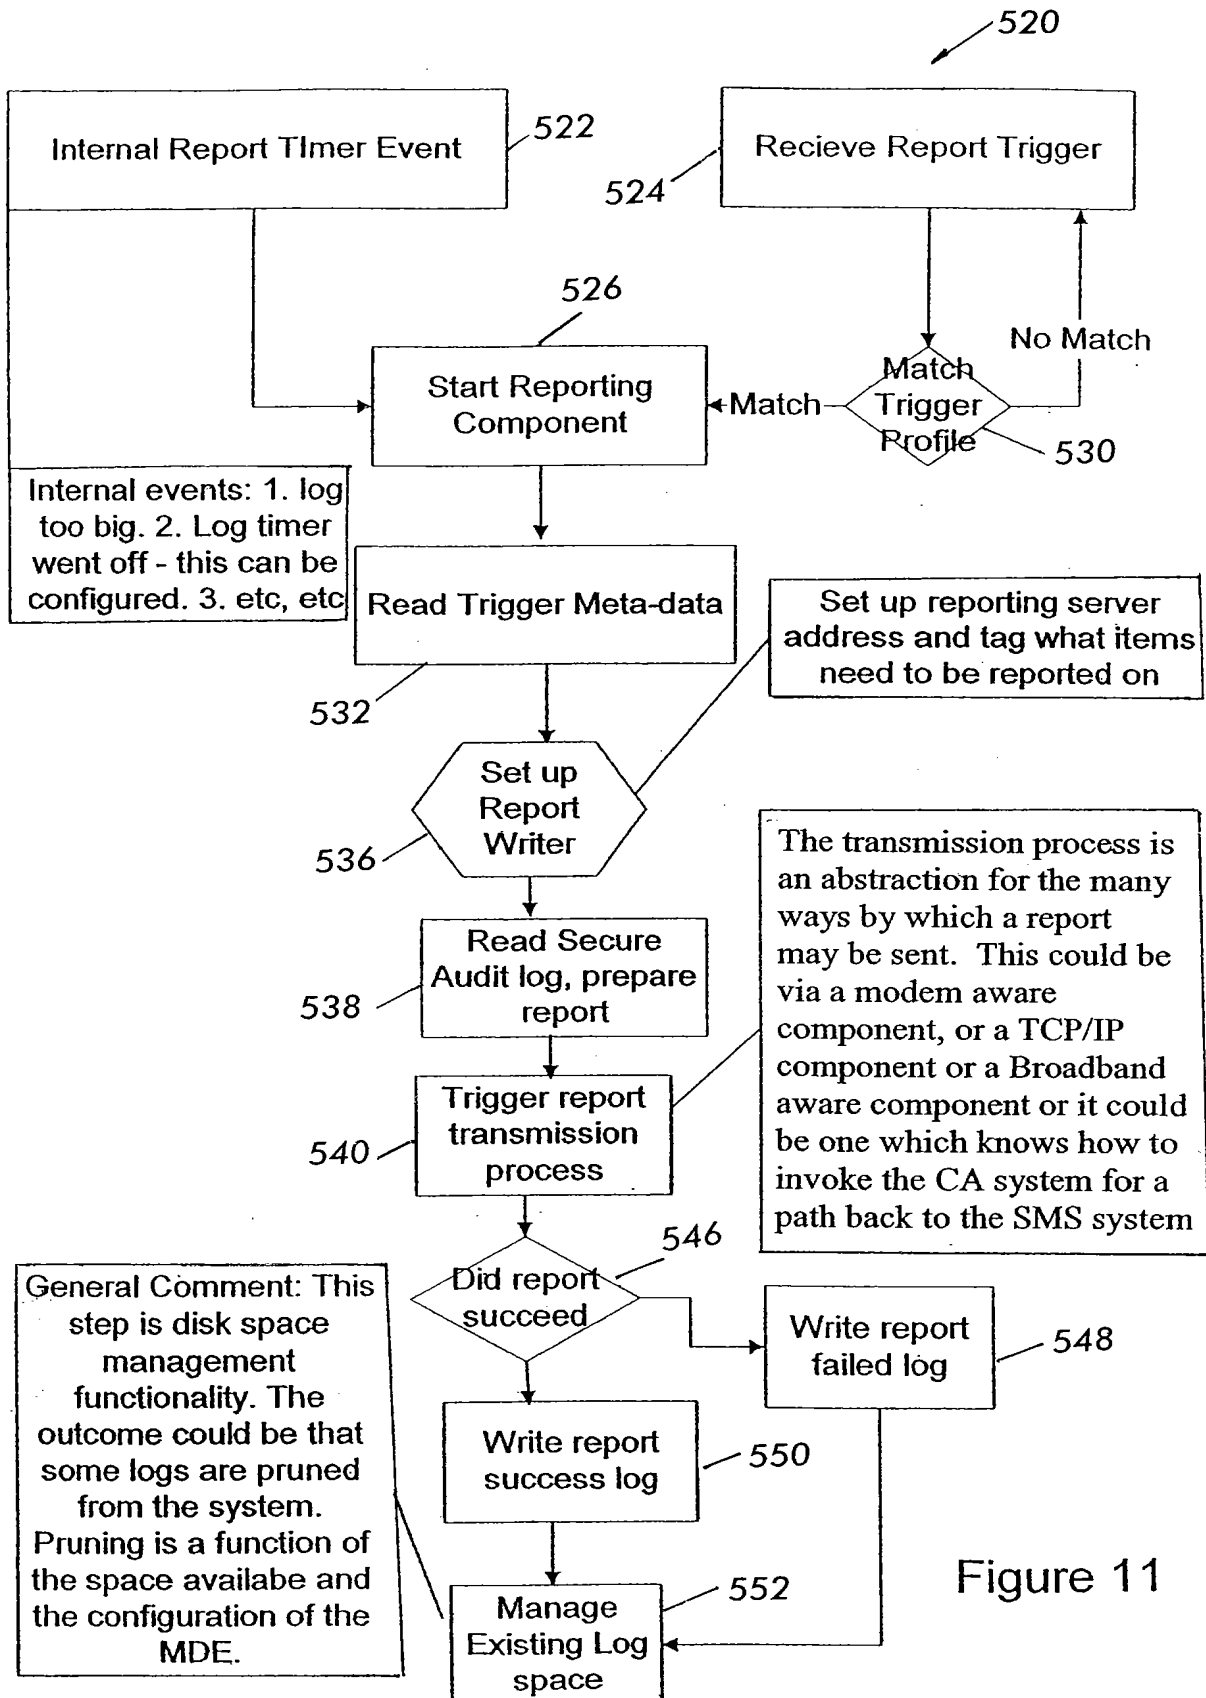 520
Internal Report TImer Event
522
Recieve Report Trigger
524
526
Start Reporting
Component
Match
Match
Trigger
Profile
No Match
530
Internal events: 1. log
too big. 2. Log timer
went off - this can be
configured. 3. etc, etc
Read Trigger Meta-data
532
Set up reporting server
address and tag what items
need to be reported on
Set up
Report
Writer
536
Read Secure
Audit log, prepare
report
538
The transmission process is
an abstraction for the many
ways by which a report
may be sent. This could be
via a modem aware
component, or a TCP/IP
component or a Broadband
aware component or it could
be one which knows how to
invoke the CA system for a
path back to the SMS system
Trigger report
transmission
process
540
Did report
succeed
546
Write report
failed log
548
General Comment: This
step is disk space
management
functionality. The
outcome could be that
some logs are pruned
from the system.
Pruning is a function of
the space availabe and
the configuration of the
MDE.
Write report
success log
550
Manage
Existing Log
space
552
Figure 11